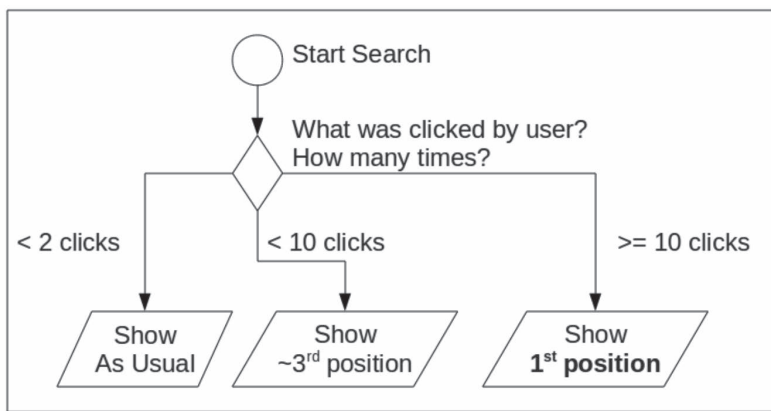 Start Search
What was clicked by user?
How many times?
< 2 clicks
< 10 clicks
>= 10 clicks
Show
As Usual
Show
~3rd position
Show
1st position